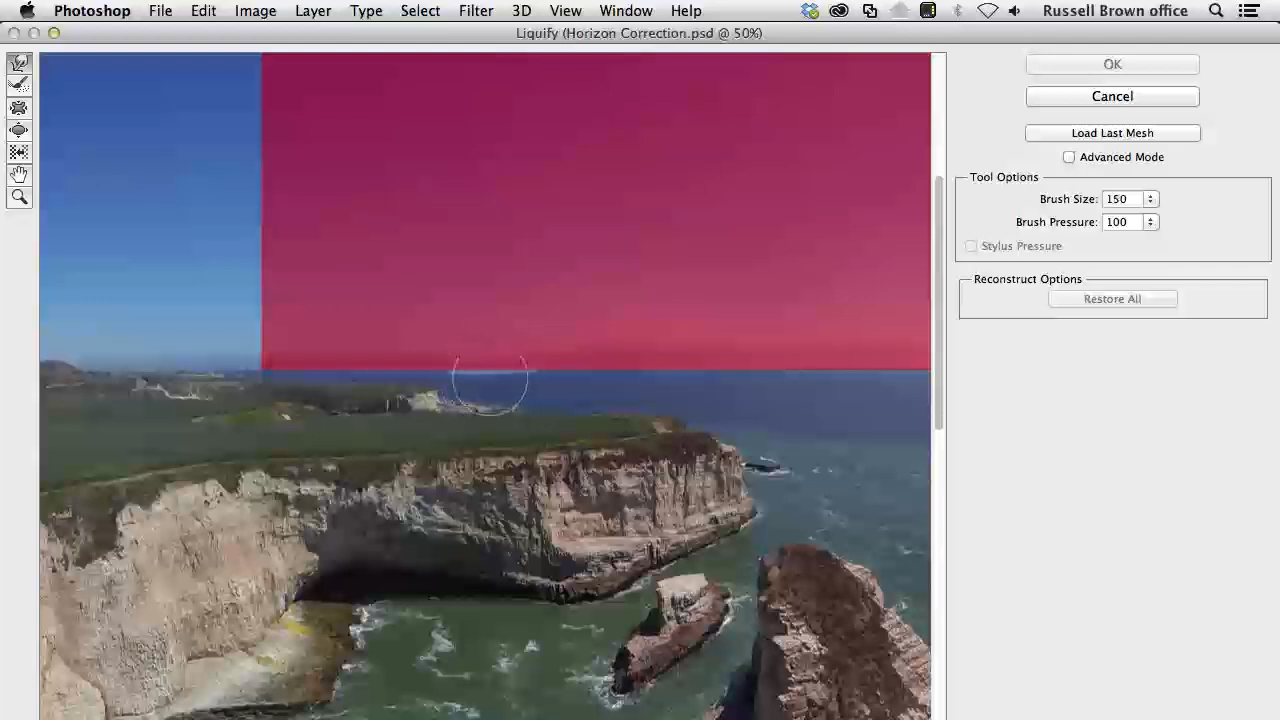 Photoshop File Edit Image Layer Type Select Filter 3D View Window Help Russell Brown office
Liquify (Horizon Correction.psd @ 50%)
OK
Cancel
Load Last Mesh
Advanced Mode
Tool Options
Brush Size: 150
Brush Pressure: 100
Stylus Pressure
Reconstruct Options
Restore All